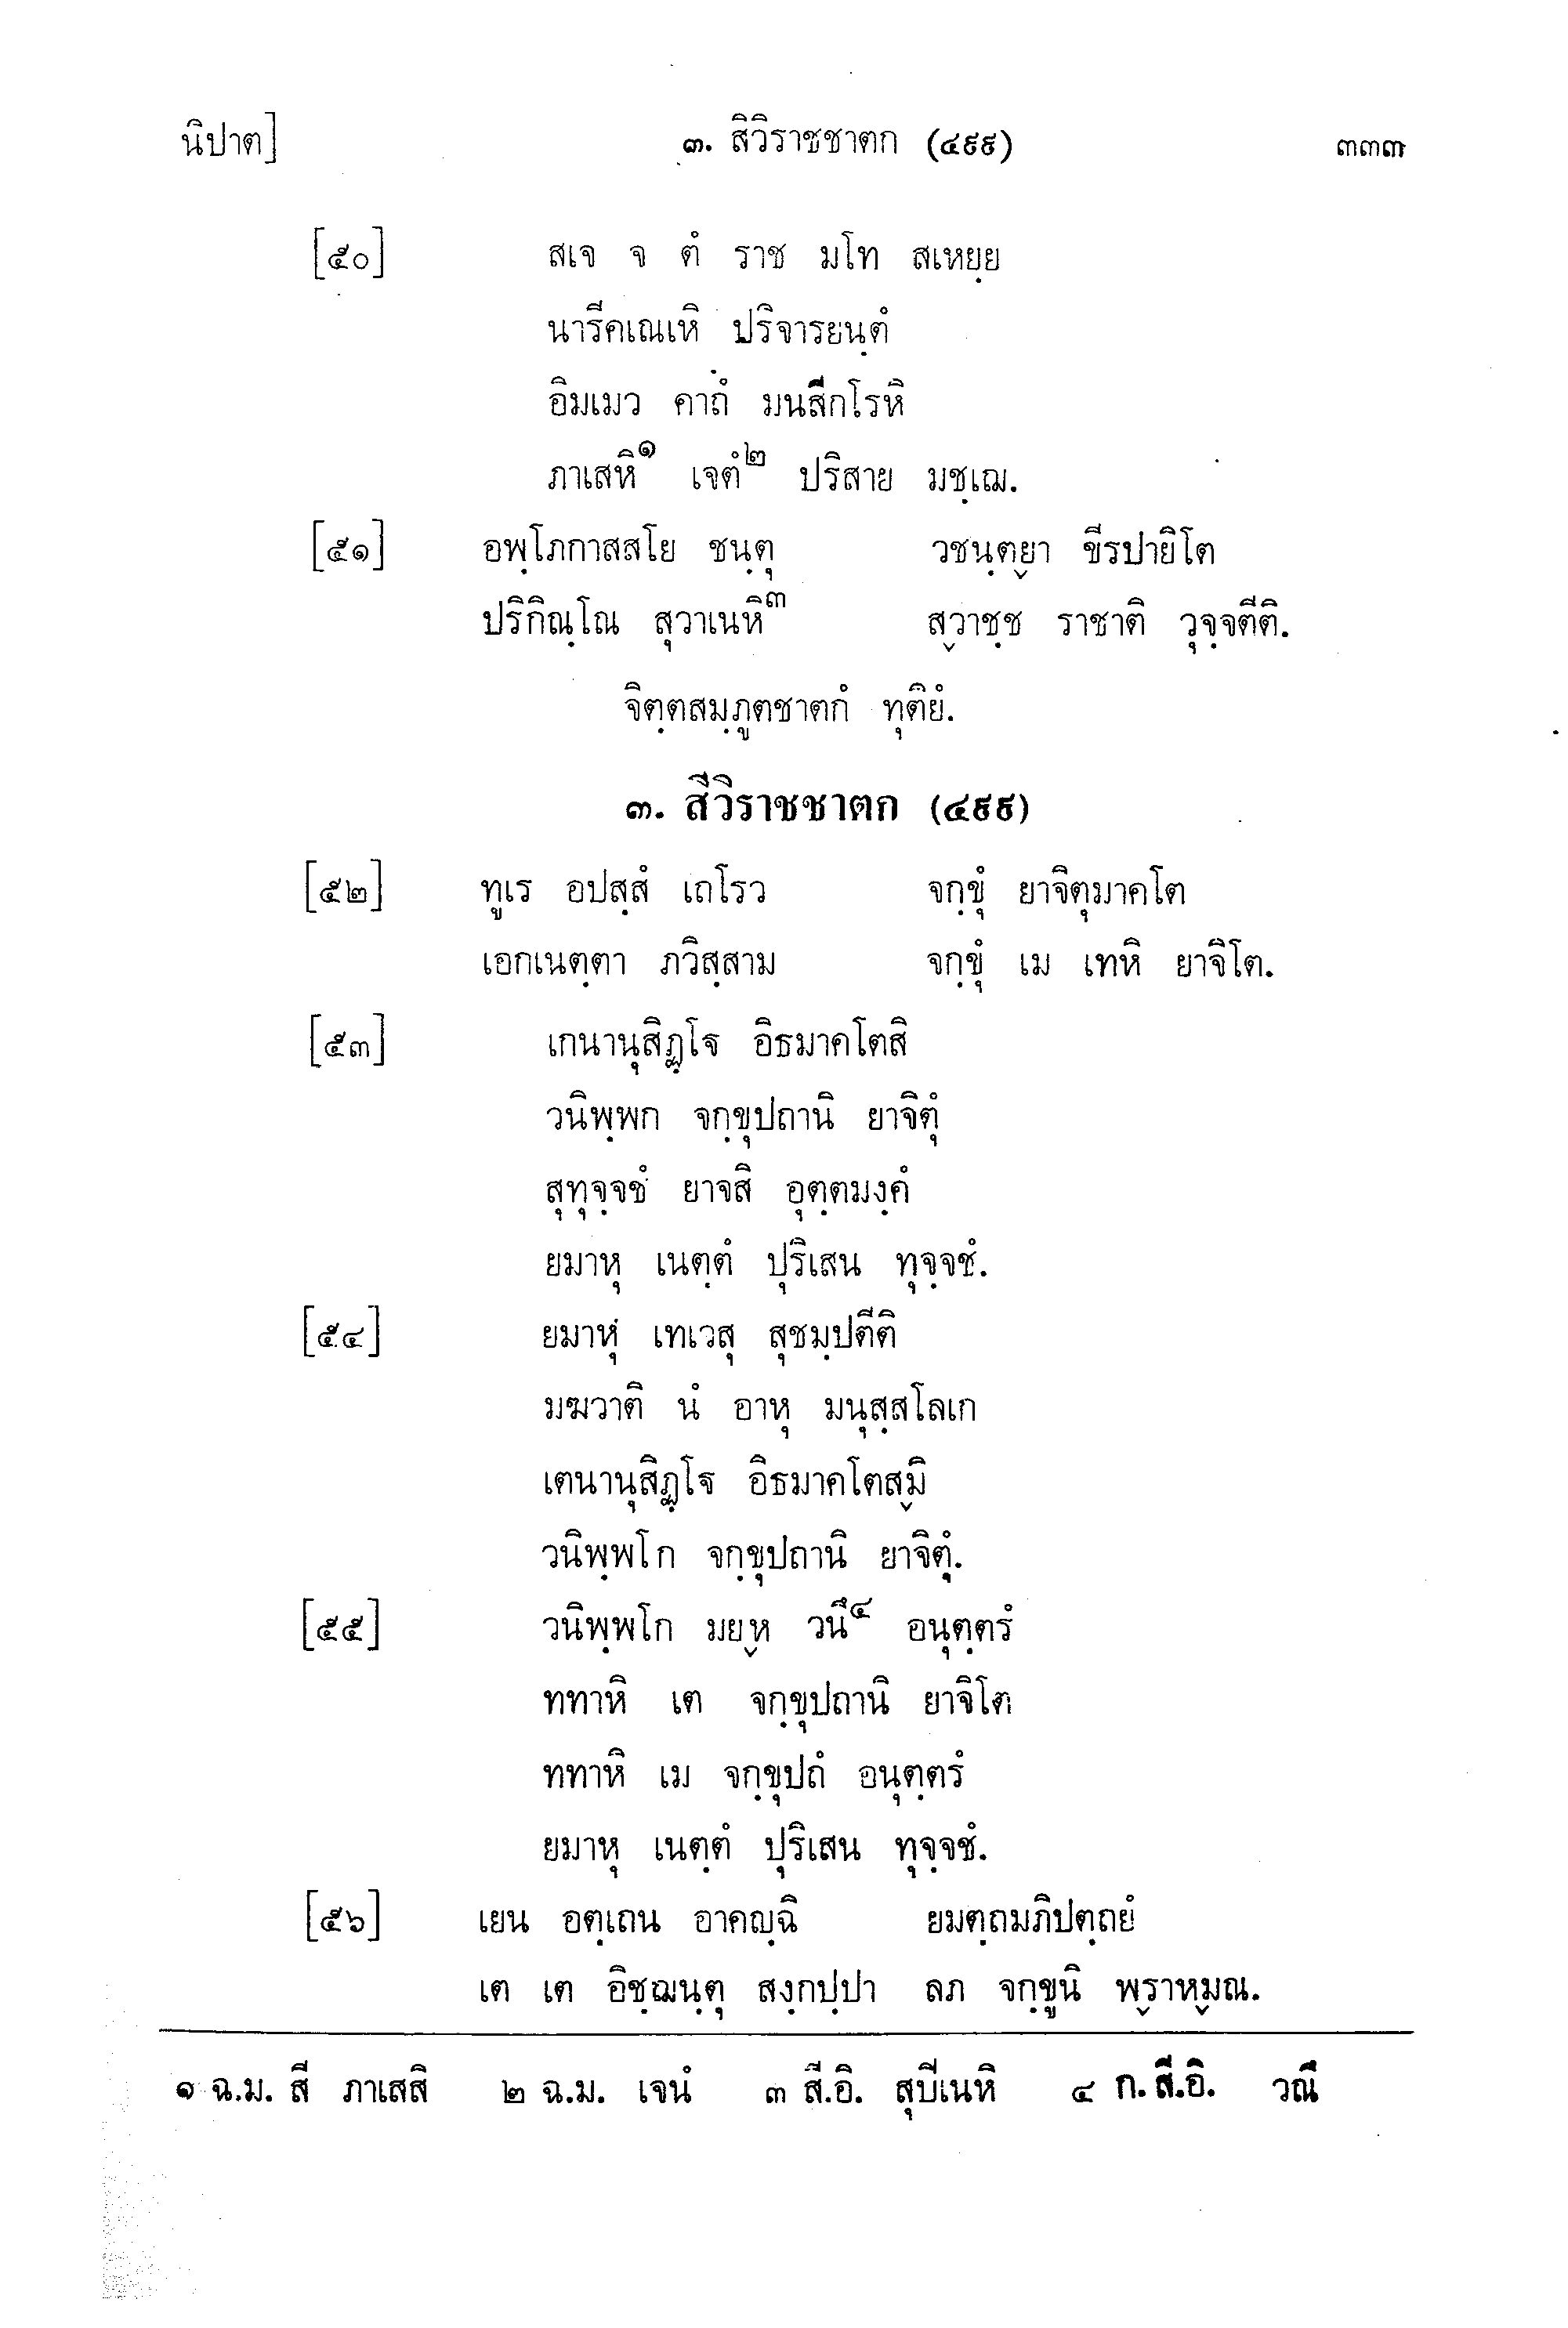 นิปาต] ๓. สีวิราชชาตก (๔๙๙) ๓๓๓
[๕๐] สเจ จ ตํ ราช มโท สเหยฺย
นารีคเณหิ ปริจารยนฺตํ
อิมเมว คาถํ มนสีกโรหิ
ภาเสหิ๑ เจตํ๒ ปริสาย มชฺเฌ.
[๕๑] อพฺโภกาสสโย ชนฺตุ วชนฺตฺยา ขีรปายิโต
ปริกิณฺโณ สุวาเนหิ๓ สฺวาชฺช ราชาติ วุจฺจตีติ.
จิตฺตสมฺภูตชาตกํ ทุติยํ.
๓. สีวิราชชาตก (๔๙๙)
[๕๒] ทูเร อปสฺสํ เถโรว จกฺขุํ ยาจิตุมาคโต
เอกเนตฺตา ภวิสฺสาม จกฺขุํ เม เทหิ ยาจิโต.
[๕๓] เกนานุสิฏฺโฐ อิธมาคโตสิ
วนิพฺพก จกฺขุปถานิ ยาจิตุํ
สุทุจฺจชํ ยาจสิ อุตฺตมงฺคํ
ยมาหุ เนตฺตํ ปุริเสน ทุจฺจชํ.
[๕๔] ยมาหุํ เทเวสุ สุชมฺปตีติ
มฆวาติ นํ อาหุ มนุสฺสโลเก
เตนานุสิฏฺโฐ อิธมาคโตสฺมิ
วนิพฺพโก จกฺขุปถานิ ยาจิตุํ.
[๕๕] วนิพฺพโก มยฺห วนึ๔ อนุตฺตรํ
ททาหิ เต จกฺขุปถานิ ยาจิโต
ททาหิ เม จกฺขุปถํ อนุตฺตรํ
ยมาหุ เนตฺตํ ปุริเสน ทุจฺจชํ.
[๕๖] เยน อตฺเถน อาคญฺฉิ ยมตฺถมภิปตฺถยํ
เต เต อิชฺฌนฺตุ สงฺกปฺปา ลภ จกฺขูนิ พฺราหฺมณ.
๑ ฉ.ม. สี ภาเสสิ ๒ ฉ.ม. เจนํ ๓ สี.อิ. สุปีเนหิ ๔ ก. สี.อิ. วณึ